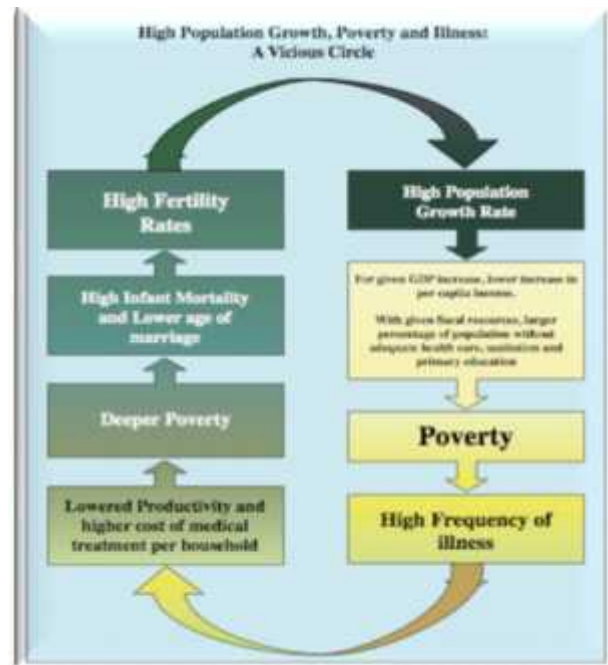 High Population Growth, Poverty and Illness:
A Vicious Circle
High Fertility
Rates
High Infant Mortality
and Lower age of
marriage
Deeper Poverty
Lowered Productivity and
higher cost of medical
treatment per household
High Population
Growth Rate
For given GDP increase, lower increase in
per capita income.
With given fiscal resources, larger
percentage of population without
adequate health care, sanitation and
primary education
Poverty
High Frequency of
illness